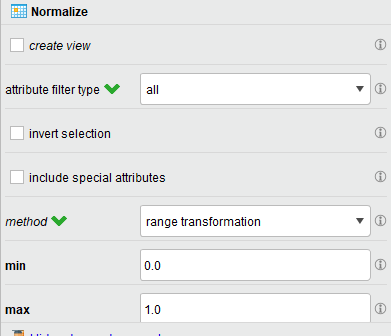 Normalize
create view
attribute filter type all
invert selection
include special attributes
method range transformation
min 0.0
max 1.0